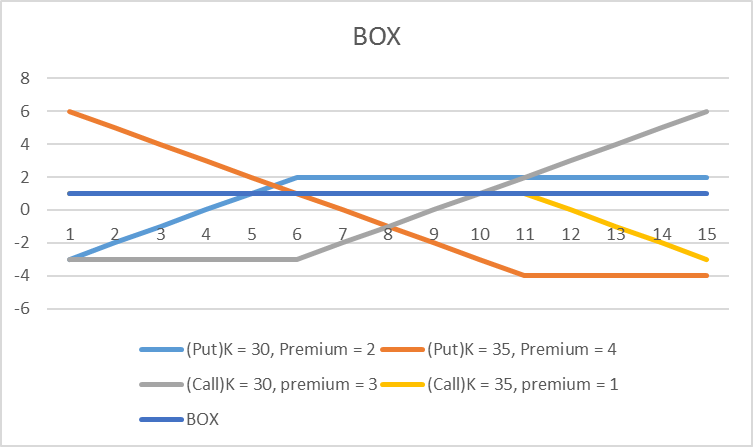 BOX
8
6
4
2
0
-2
-4
-6
1 2 3 4 5 6 7 8 9 10 11 12 13 14 15
(Put)K = 30, Premium = 2 (Put)K = 35, Premium = 4
(Call)K = 30, premium = 3 (Call)K = 35, premium = 1
BOX